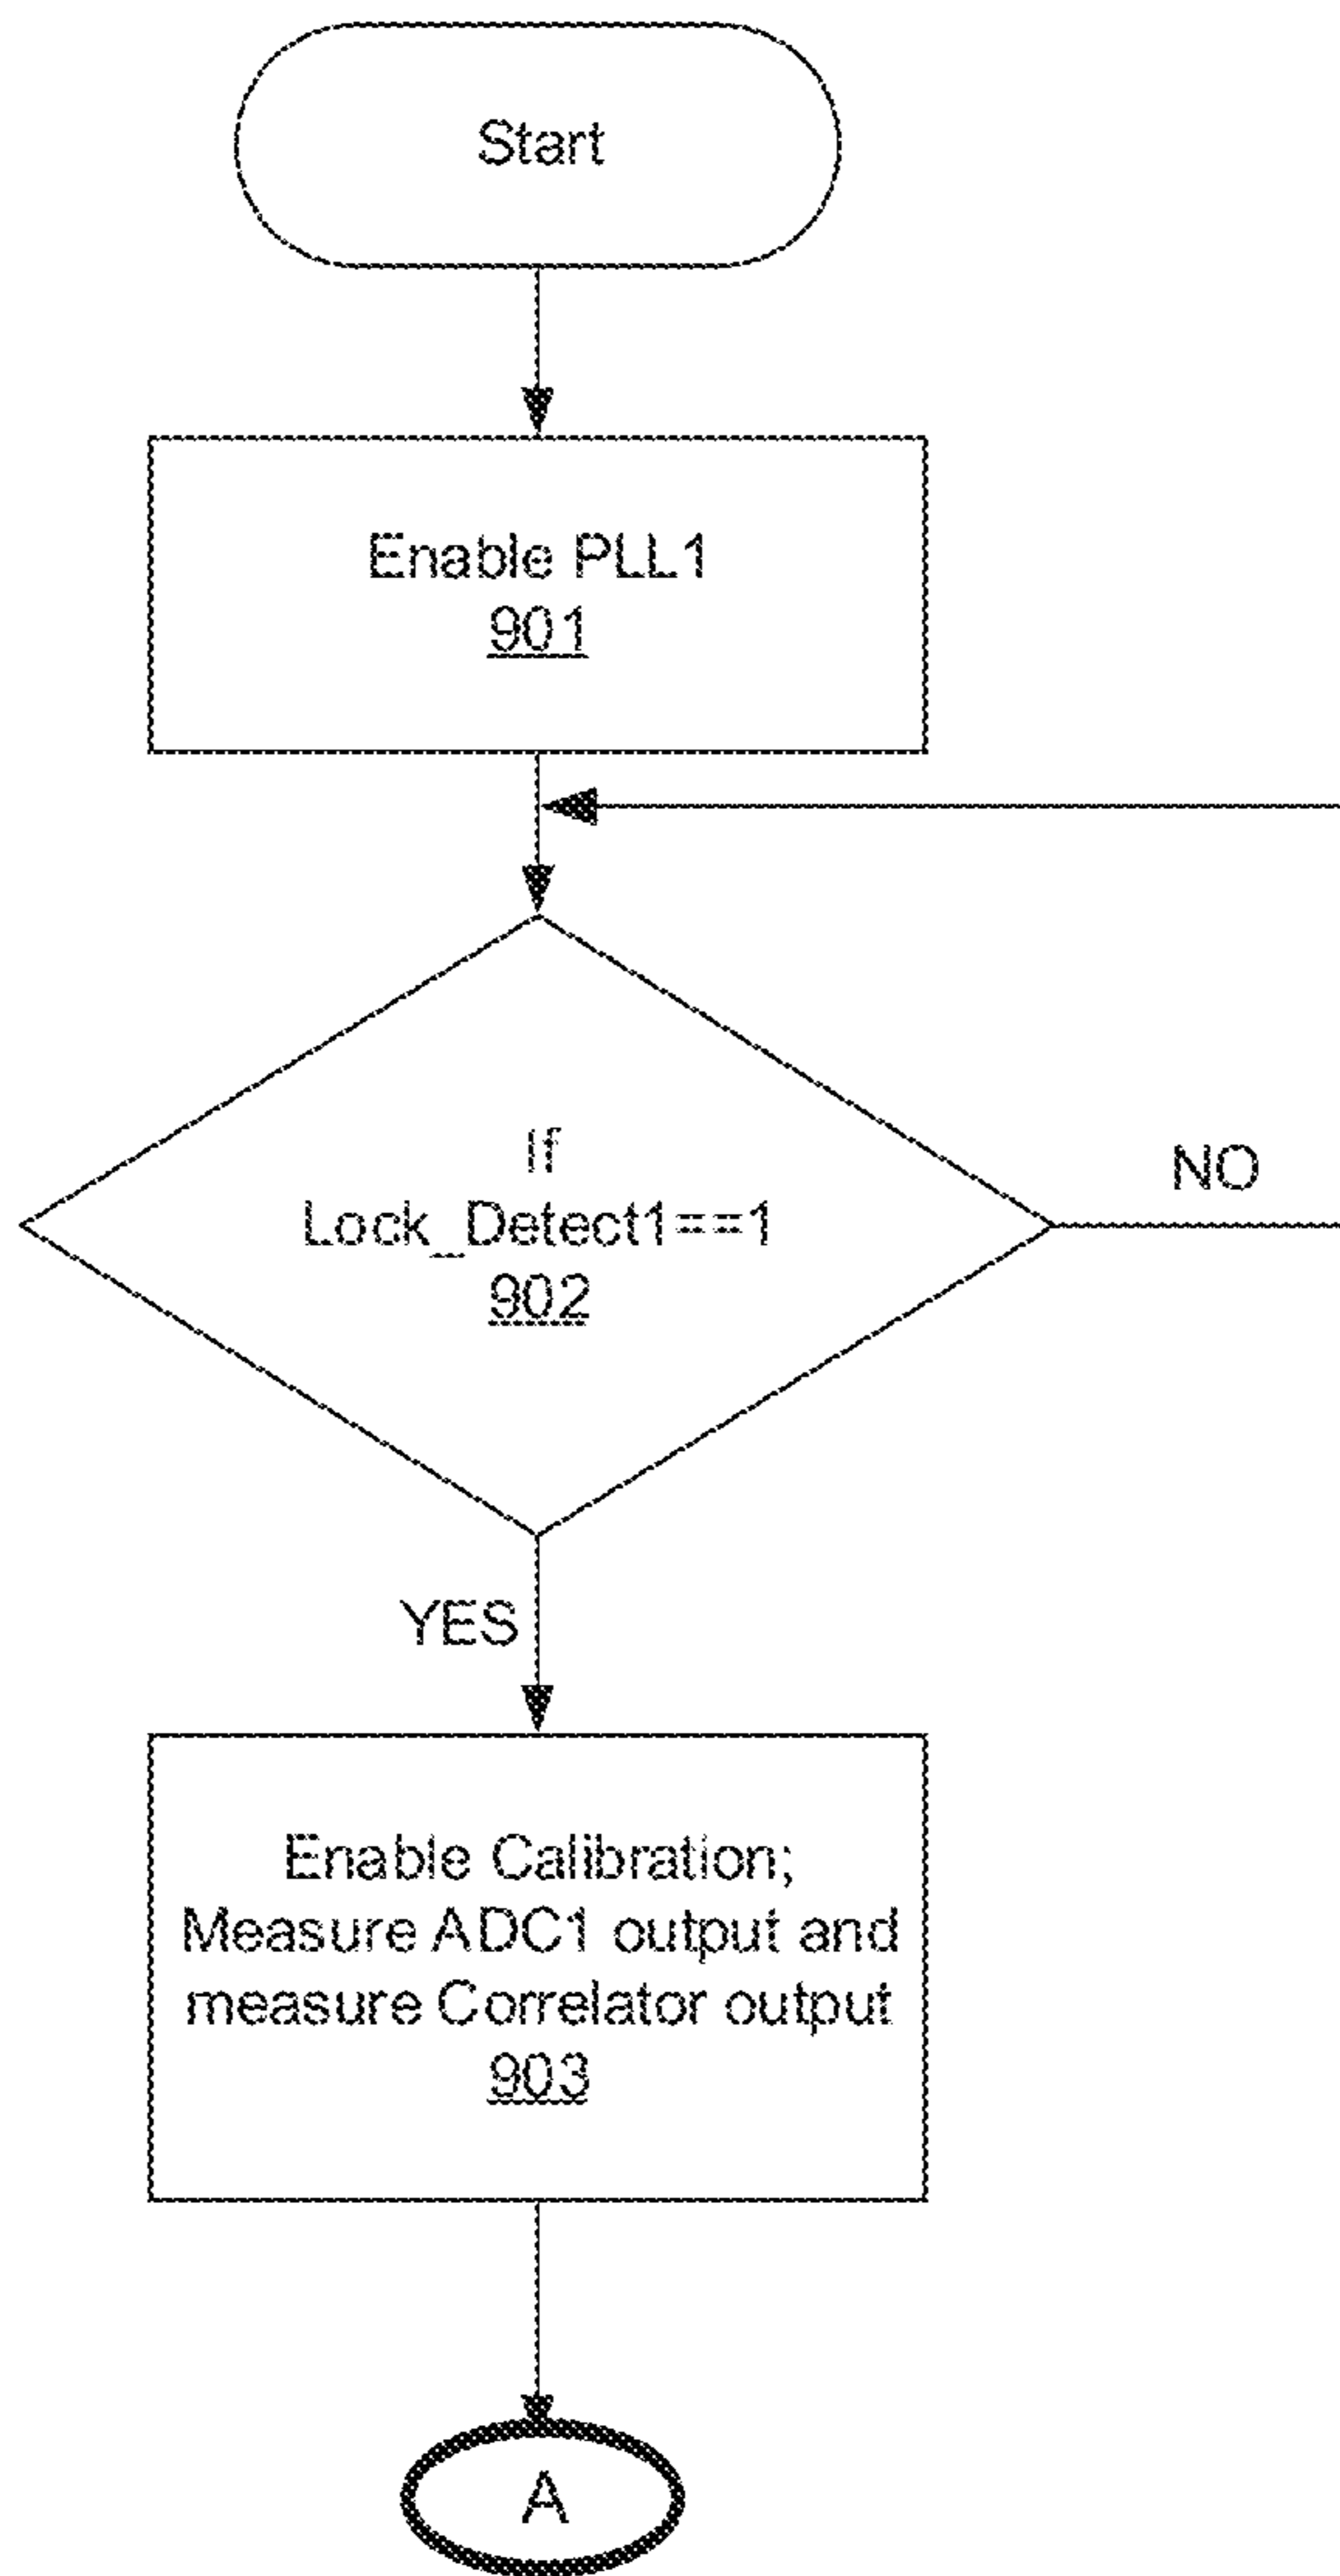 Start
Enable PLL1
901
If
Lock_Detect1==1
902
NO
YES
Enable Calibration;
Measure ADC1 output and
measure Correlator output
903
A